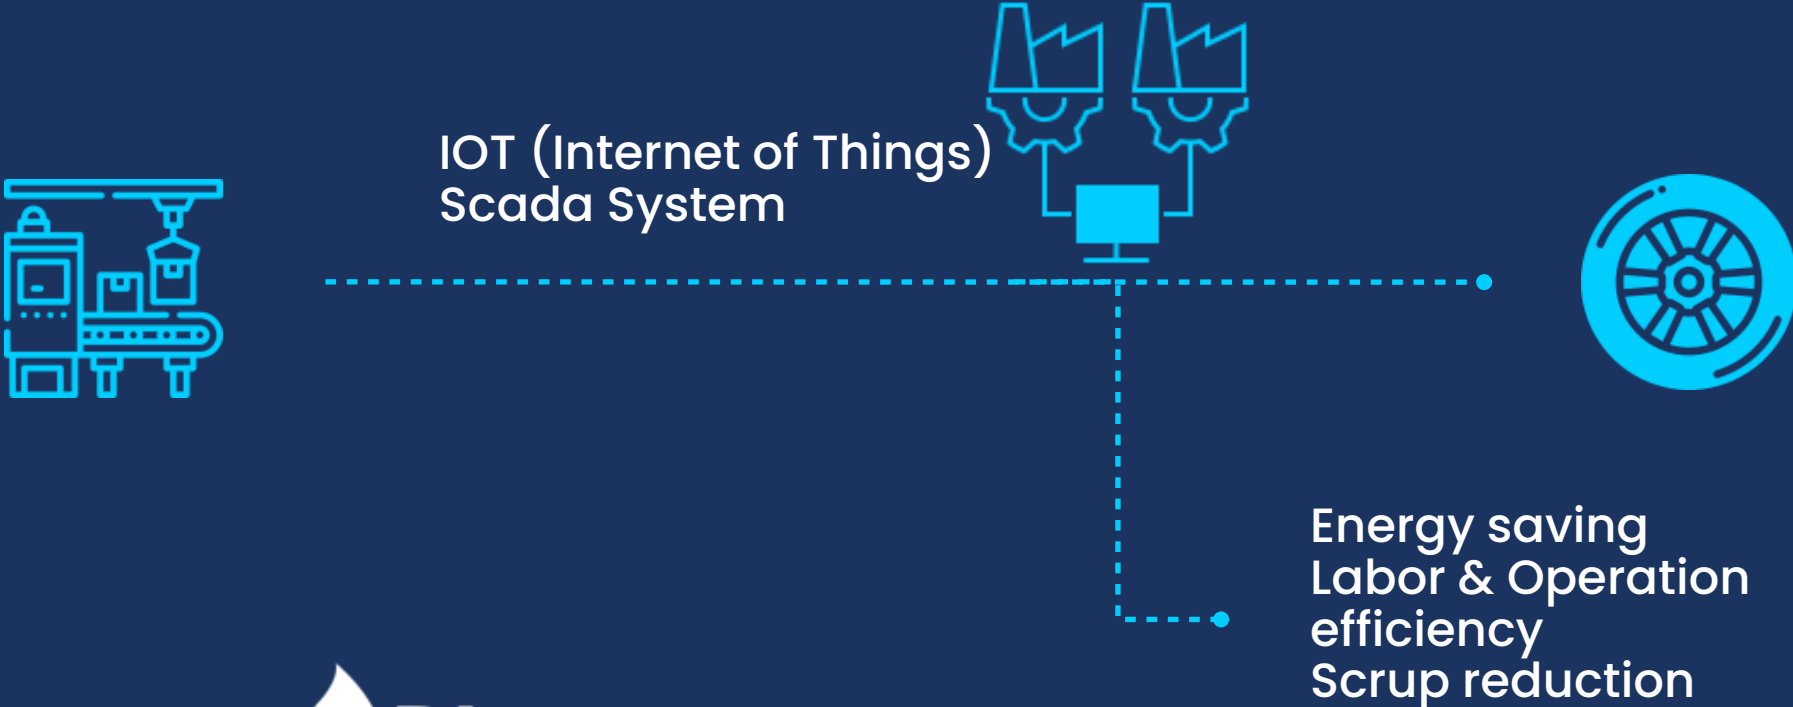 IOT (Internet of Things)
Scada System
Energy saving
Labor & Operation
efficiency
Scrup reduction